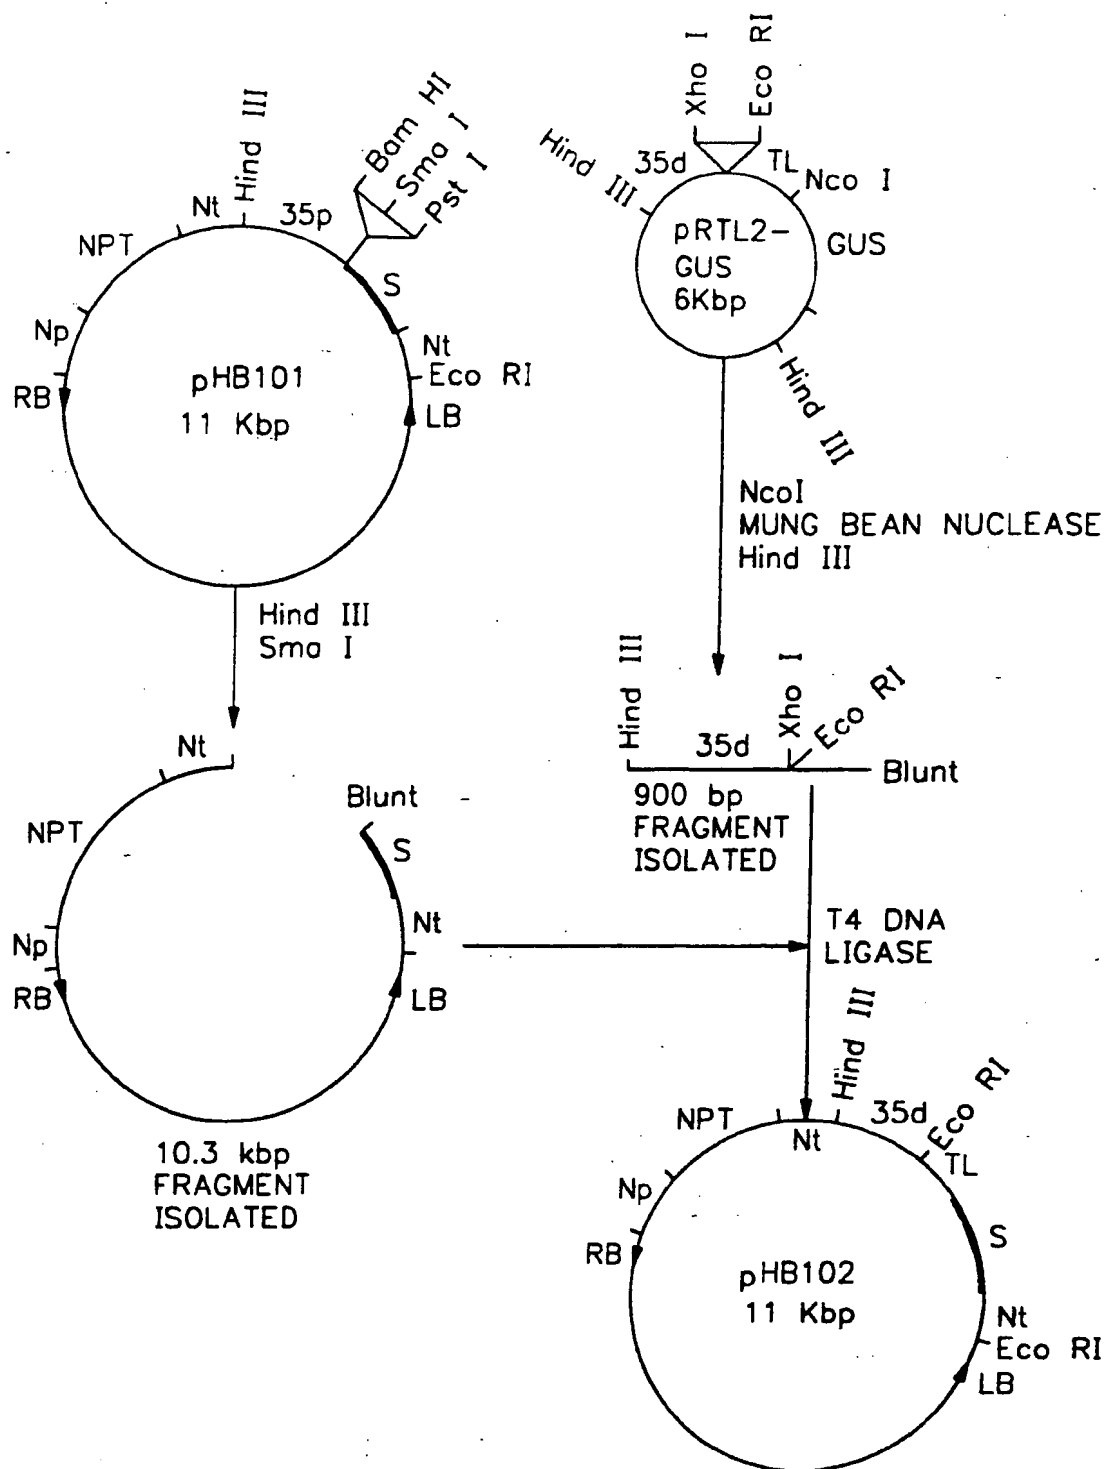 Hind III
Bam HI
Sma I
Pst I
35p
Nt
NPT
Np
RB
S
Nt
Eco RI
LB
pHB101
11 Kbp
Hind III
Sma I
Xho I
Eco RI
Hind III
35d
TL
Nco I
GUS
pRTL2-
GUS
6Kbp
Hind III
NcoI
MUNG BEAN NUCLEASE
Hind III
Nt
NPT
Np
RB
Blunt
S
Nt
LB
10.3 kbp
FRAGMENT
ISOLATED
Hind III
35d
Xho I
Eco RI
Blunt
900 bp
FRAGMENT
ISOLATED
T4 DNA
LIGASE
Hind III
35d
Eco RI
TL
NPT
Nt
Np
RB
S
Nt
Eco RI
LB
pHB102
11 Kbp